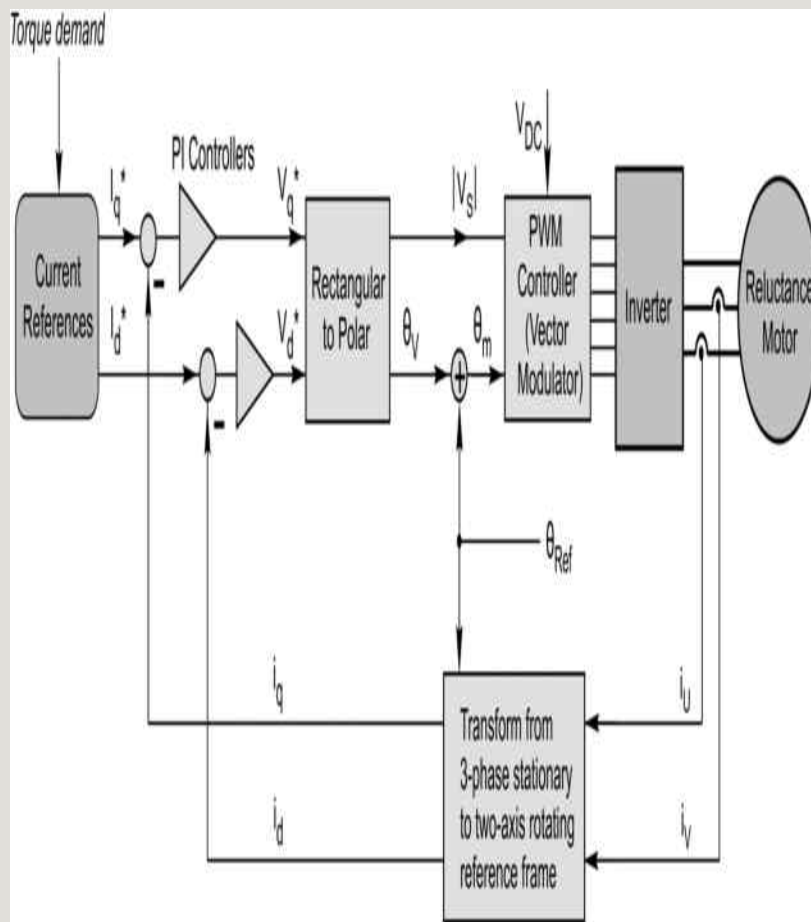 Torque demand
PI Controllers
V_DC
I_q*
V_q*
|V_S|
Current
References
Rectangular
to Polar
PWM
Controller
(Vector
Modulator)
Inverter
Reluctance
Motor
I_d*
V_d*
θ_V
+
θ_m
-
-
θ_Ref
i_q
i_U
Transform from
3-phase stationary
to two-axis rotating
reference frame
i_d
i_V